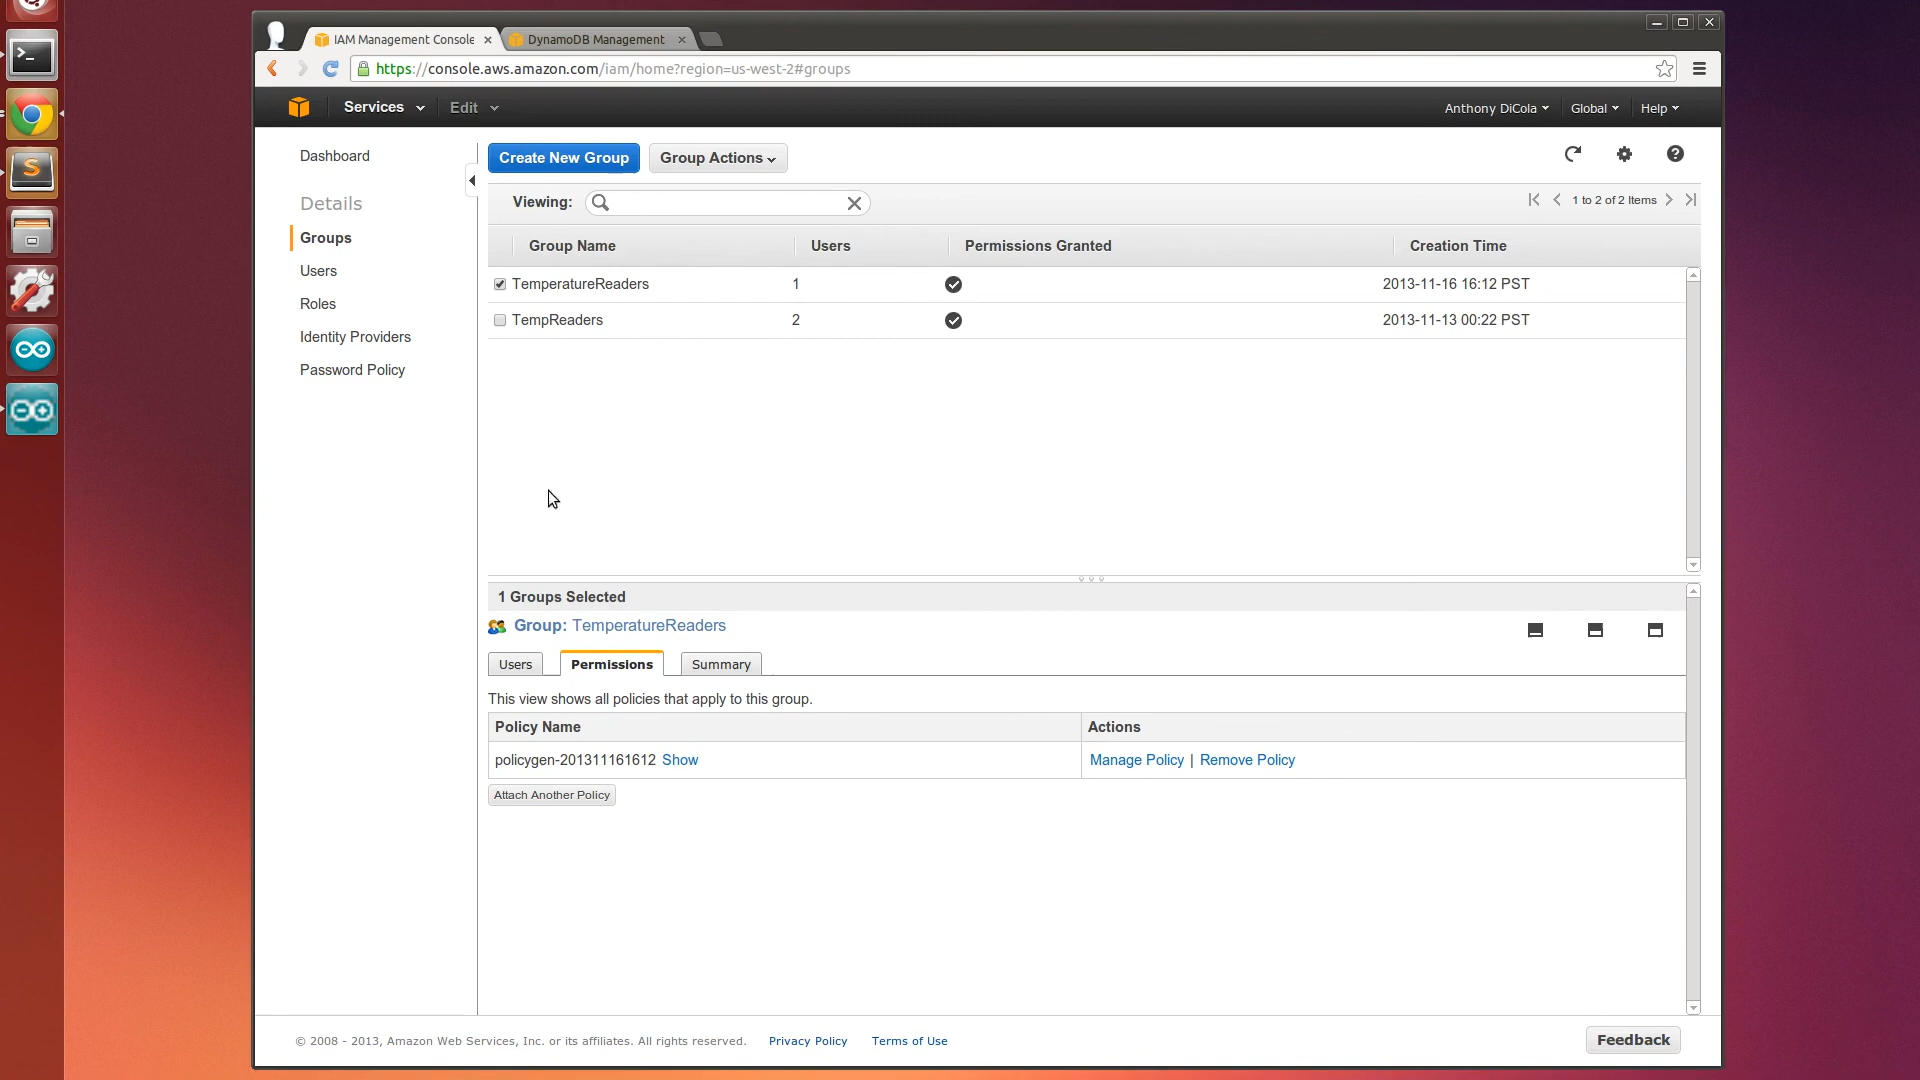 IAM Management Console
DynamoDB Management
https://console.aws.amazon.com/iam/home?region=us-west-2#groups
Services Edit Anthony DiCola Global Help
Dashboard
Details
Groups
Users
Roles
Identity Providers
Password Policy
Create New Group Group Actions
Viewing: 1 to 2 of 2 Items
Group Name Users Permissions Granted Creation Time
TemperatureReaders 1 2013-11-16 16:12 PST
TempReaders 2 2013-11-13 00:22 PST
1 Groups Selected
Group: TemperatureReaders
Users Permissions Summary
This view shows all policies that apply to this group.
Policy Name Actions
policygen-201311161612 Show Manage Policy | Remove Policy
Attach Another Policy
© 2008 - 2013, Amazon Web Services, Inc. or its affiliates. All rights reserved. Privacy Policy Terms of Use Feedback